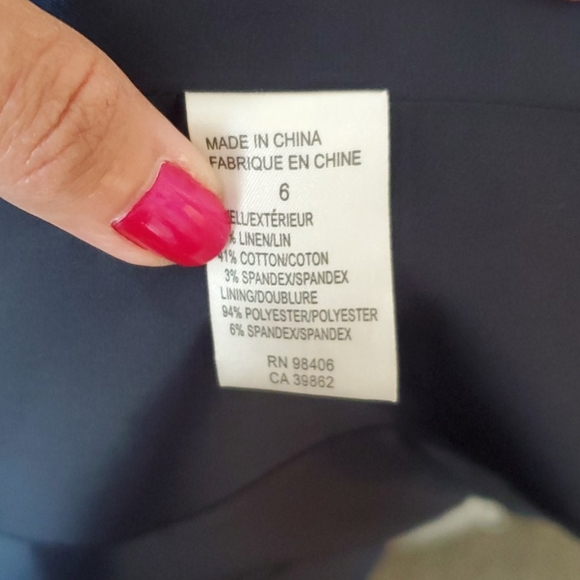 MADE IN CHINA
FABRIQUE EN CHINE
6
ELL/EXTÉRIEUR
% LINEN/LIN
41% COTTON/COTON
3% SPANDEX/SPANDEX
LINING/DOUBLURE
94% POLYESTER/POLYESTER
6% SPANDEX/SPANDEX
RN 98406
CA 39862